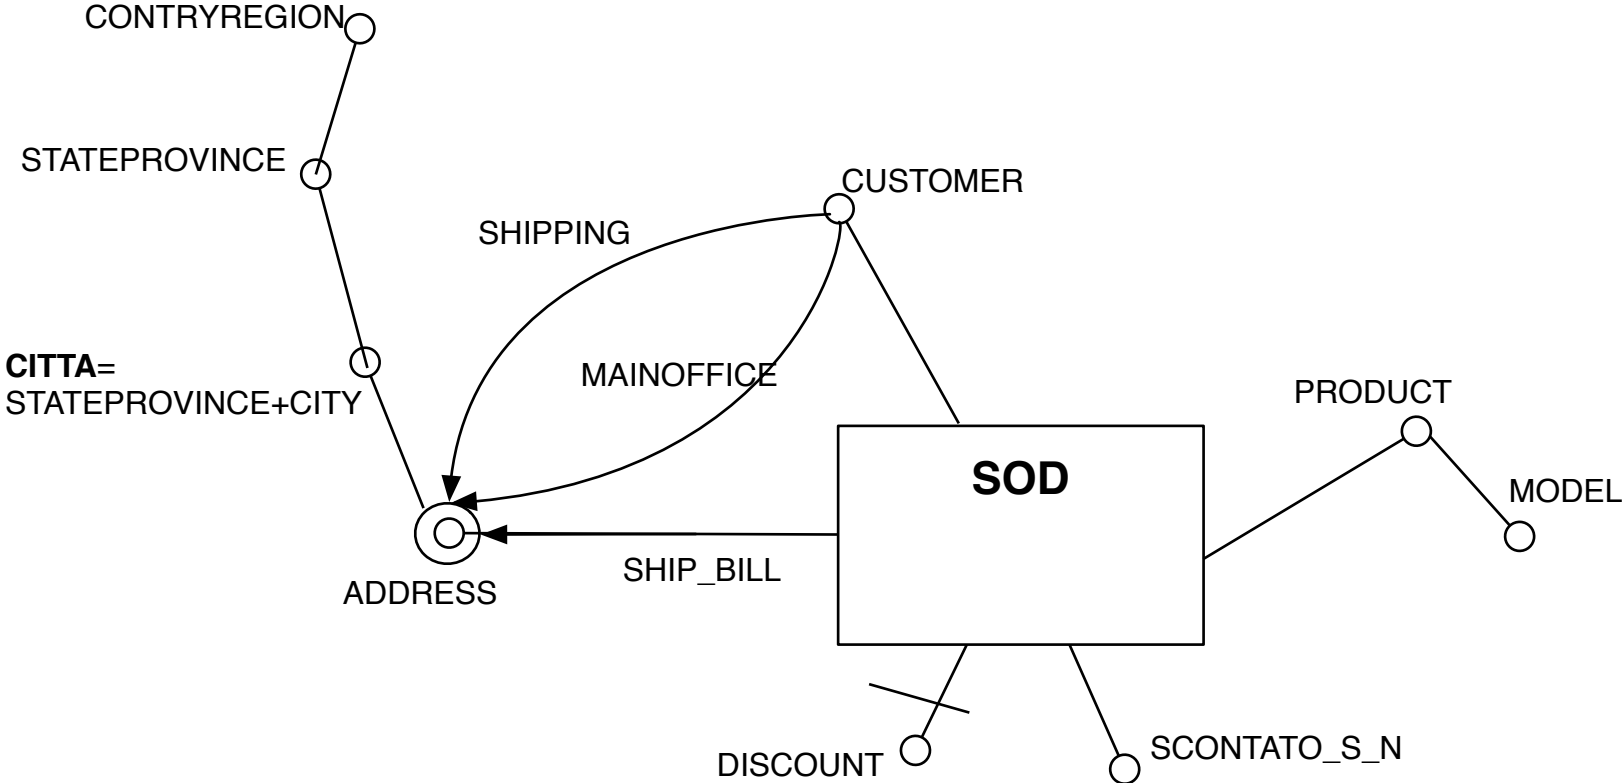 CONTRYREGION
STATEPROVINCE
CUSTOMER
SHIPPING
CITTA=
STATEPROVINCE+CITY
MAINOFFICE
PRODUCT
SOD
MODEL
SHIP_BILL
ADDRESS
DISCOUNT
SCONTATO_S_N